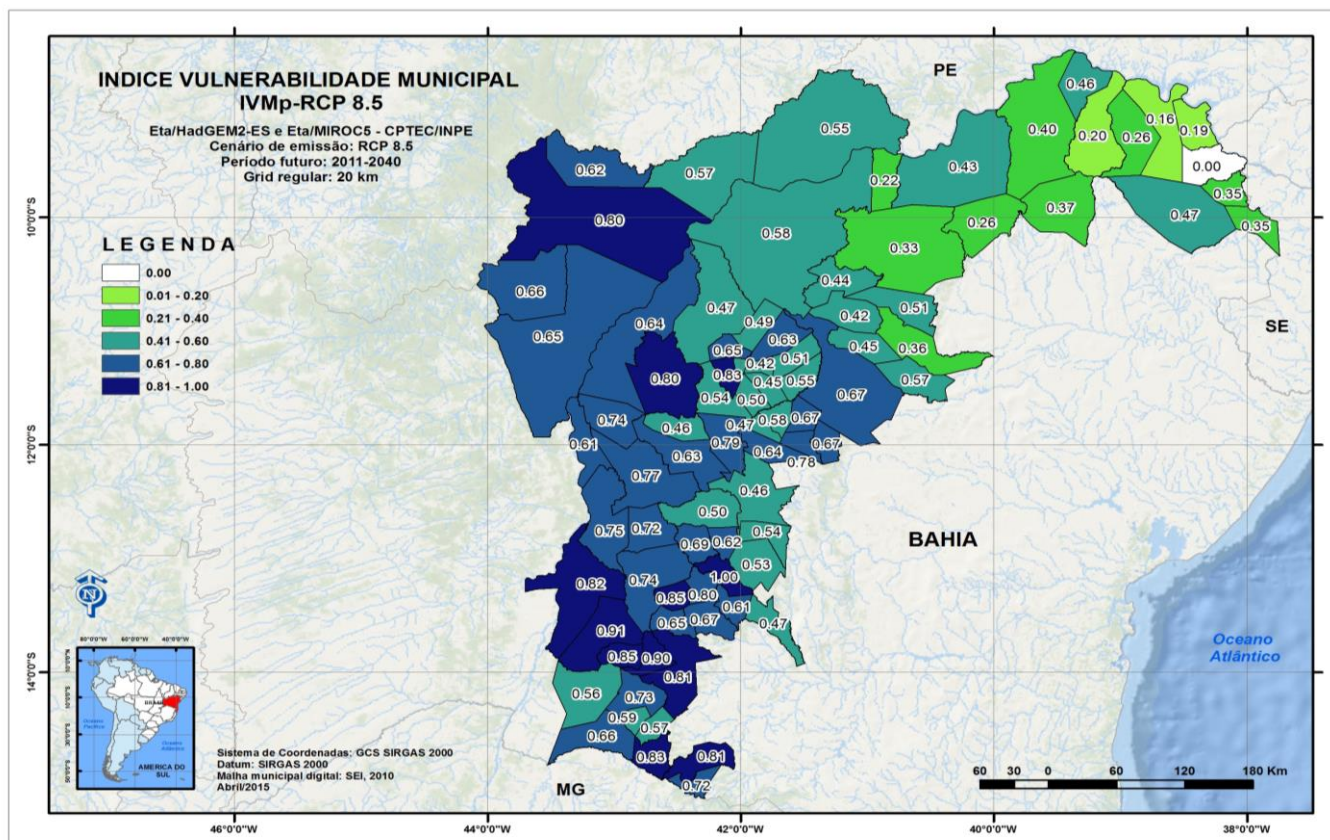 INDICE VULNERABILIDADE MUNICIPAL
IVMp-RCP 8.5
Eta/HadGEM2-ES e Eta/MIROC5 - CPTEC/INPE
Cenário de emissão: RCP 8.5
Período futuro: 2011-2040
Grid regular: 20 km
PE
0.46
0.16
0.55
0.40
0.20
0.26
0.19
0.62
0.57
0.22
0.43
0.00
0.35
10°0'0"S
0.80
0.58
0.26
0.37
0.47
0.35
LEGENDA
0.00
0.01 - 0.20
0.21 - 0.40
0.41 - 0.60
0.61 - 0.80
0.81 - 1.00
0.33
0.44
0.66
0.47
0.51
0.64
0.49
0.42
SE
0.65
0.63
0.45
0.36
0.65
0.42
0.51
0.80
0.83
0.45
0.55
0.57
0.54
0.50
0.67
0.74
0.46
0.47
0.58
0.67
12°0'0"S
0.61
0.63
0.79
0.64
0.67
0.78
0.77
0.46
0.50
0.75
0.72
0.69
0.62
0.54
BAHIA
0.53
0.82
0.74
1.00
0.85
0.80
0.61
0.65
0.67
0.47
0.91
0.85
0.90
14°0'0"S
0.81
0.56
0.73
0.59
0.57
0.66
0.83
0.81
0.72
MG
Oceano
Atlântico
N
80°0'0"W
60°0'0"W
40°0'0"W
BRASIL
Oceano
Pacífico
Oceano
Atlântico
AMERICA DO
SUL
Sistema de Coordenadas: GCS SIRGAS 2000
Datum: SIRGAS 2000
Malha municipal digital: SEI, 2010
Abril/2015
60 30 0 60 120 180 Km
46°0'0"W
44°0'0"W
42°0'0"W
40°0'0"W
38°0'0"W